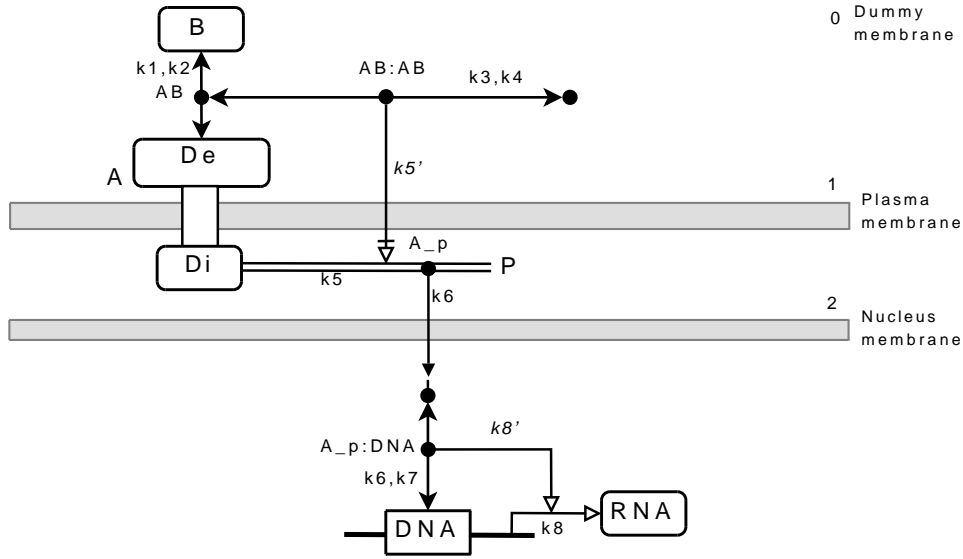 B
0 Dummy
membrane
k1,k2
AB:AB
k3,k4
AB
De
A
k5'
1
Plasma
membrane
A_p
Di
k5
P
k6
2
Nucleus
membrane
k8'
A_p:DNA
k6,k7
DNA
k8
RNA